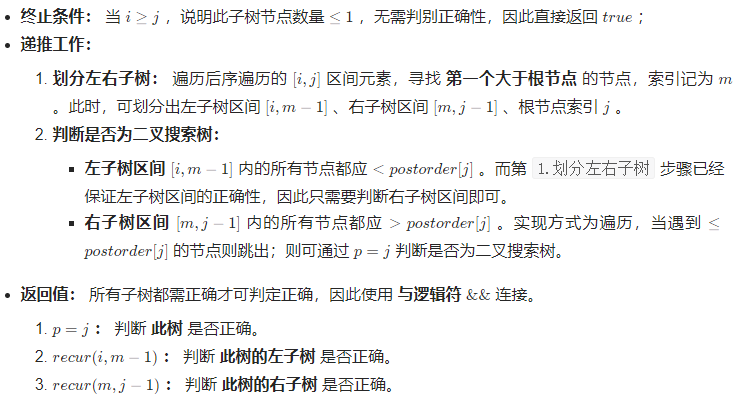 • 终止条件： 当 i ≥ j ，说明此子树节点数量 ≤ 1 ，无需判别正确性，因此直接返回 true ；
• 递推工作：
1. 划分左右子树： 遍历后序遍历的 [i, j] 区间元素，寻找 第一个大于根节点 的节点，索引记为 m
。此时，可划分出左子树区间 [i, m − 1] 、右子树区间 [m, j − 1] 、根节点索引 j 。
2. 判断是否为二叉搜索树：
▪ 左子树区间 [i, m − 1] 内的所有节点都应 < postorder[j] 。而第 1.划分左右子树 步骤已经
保证左子树区间的正确性，因此只需要判断右子树区间即可。
▪ 右子树区间 [m, j − 1] 内的所有节点都应 > postorder[j] 。实现方式为遍历，当遇到 ≤
postorder[j] 的节点则跳出；则可通过 p = j 判断是否为二叉搜索树。
• 返回值： 所有子树都需正确才可判定正确，因此使用 与逻辑符 && 连接。
1. p = j ： 判断 此树 是否正确。
2. recur(i, m − 1) ： 判断 此树的左子树 是否正确。
3. recur(m, j − 1) ： 判断 此树的右子树 是否正确。